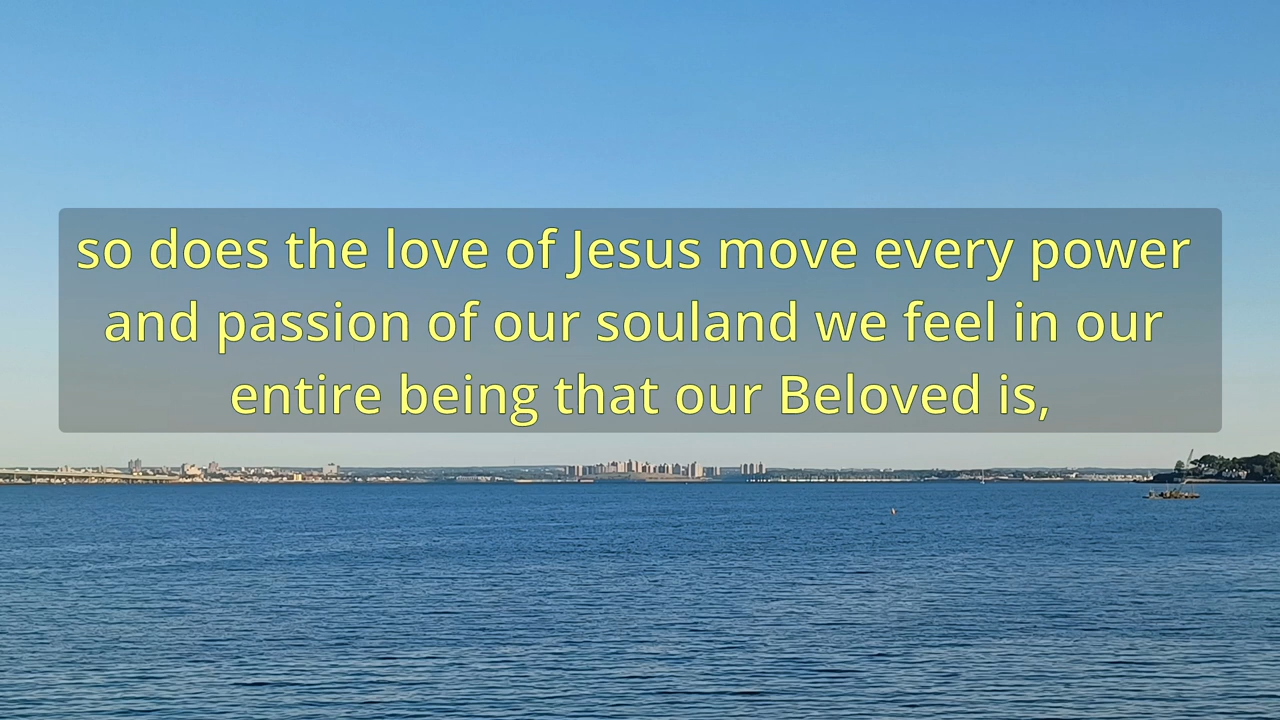 so does the love of Jesus move every power
and passion of our souland we feel in our
entire being that our Beloved is,